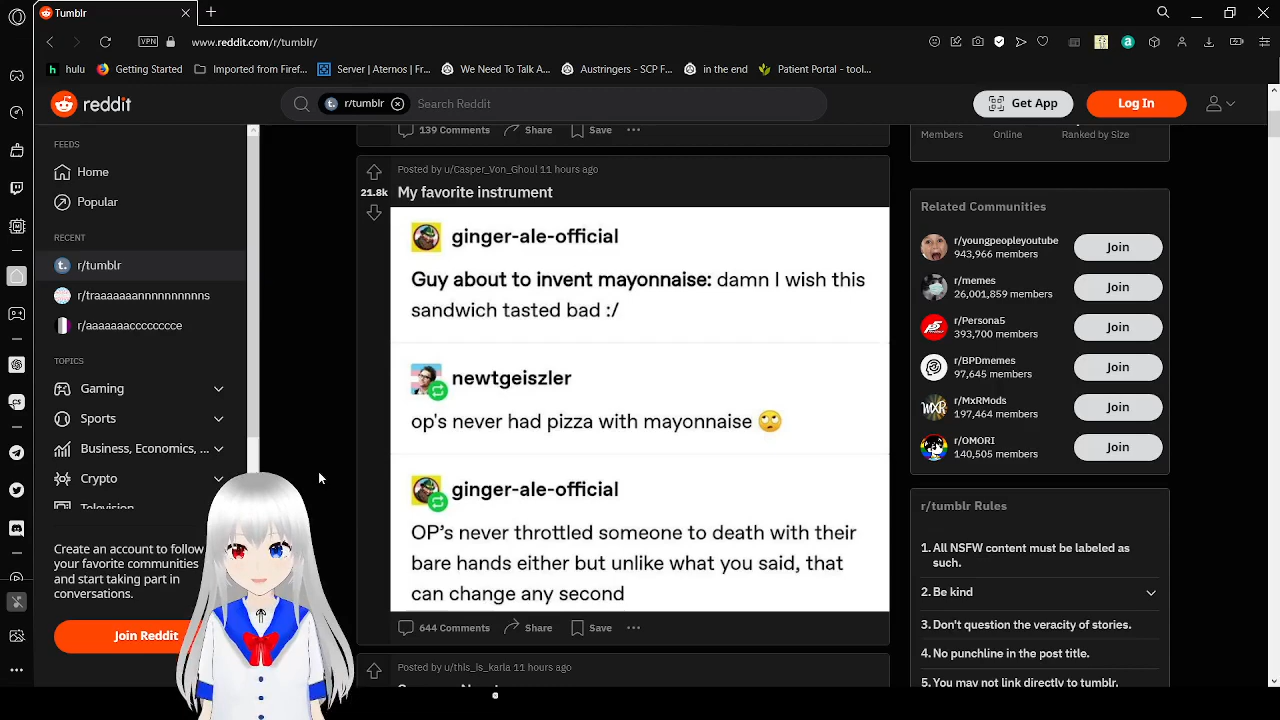 Tumblr
VPN
www.reddit.com/r/tumblr/
hulu
Getting Started
Imported from Firef...
Server | Aternos | Fr...
We Need To Talk A...
Austringers - SCP F...
in the end
Patient Portal - tool...
reddit
r/tumblr
Search Reddit
Get App
Log In
FEEDS
Home
Popular
RECENT
r/tumblr
r/traaaaaaannnnnnnnnns
r/aaaaaaacccccccce
TOPICS
Gaming
Sports
Business, Economics, ...
Crypto
Television
Create an account to follow
your favorite communities
and start taking part in
conversations.
Join Reddit
139 Comments
Share
Save
Posted by u/Casper_Von_Ghoul 11 hours ago
21.8k
My favorite instrument
ginger-ale-official
Guy about to invent mayonnaise: damn I wish this
sandwich tasted bad :/
newtgeiszler
op's never had pizza with mayonnaise 🙄
ginger-ale-official
OP's never throttled someone to death with their
bare hands either but unlike what you said, that
can change any second
644 Comments
Share
Save
Posted by u/this_is_karla 11 hours ago
Members
Online
Ranked by Size
Related Communities
r/youngpeopleyoutube
943,966 members
Join
r/memes
26,001,859 members
Join
r/Persona5
393,700 members
Join
r/BPDmemes
97,645 members
Join
r/MxRMods
197,464 members
Join
r/OMORI
140,505 members
Join
r/tumblr Rules
1. All NSFW content must be labeled as
such.
2. Be kind
3. Don't question the veracity of stories.
4. No punchline in the post title.
5. You may not link directly to tumblr.